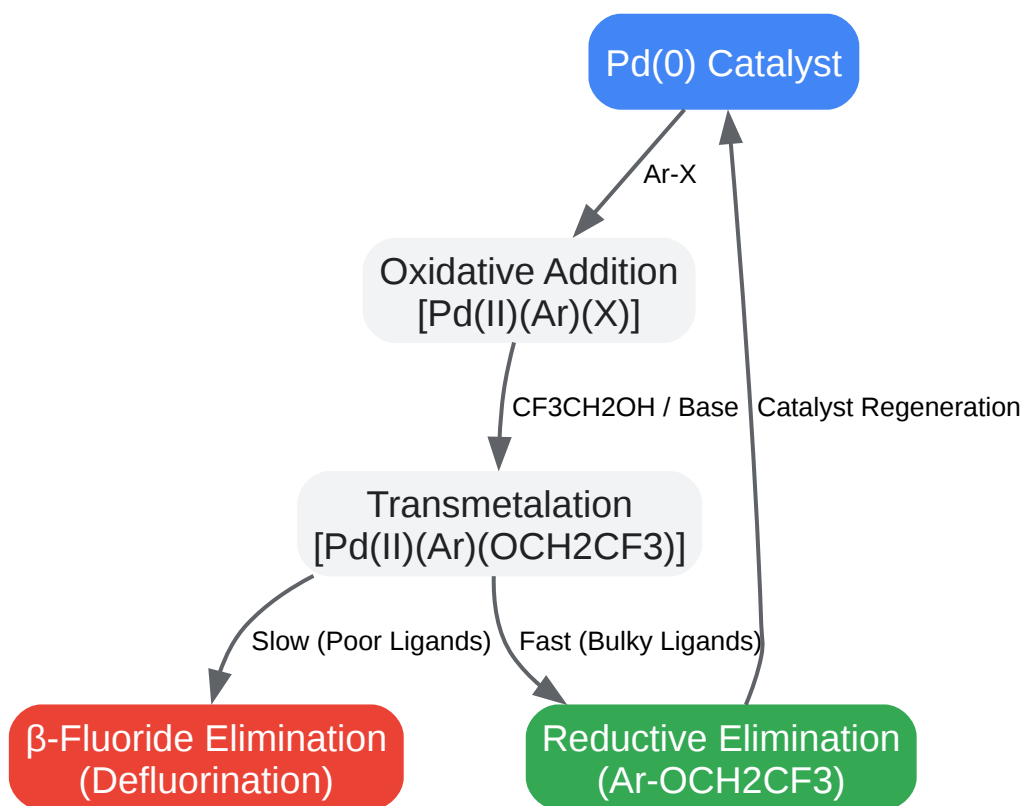 Pd(0) Catalyst
Ar-X
Oxidative Addition
[Pd(II)(Ar)(X)]
CF3CH2OH / Base
Catalyst Regeneration
Transmetalation
[Pd(II)(Ar)(OCH2CF3)]
Slow (Poor Ligands)
Fast (Bulky Ligands)
β-Fluoride Elimination
(Defluorination)
Reductive Elimination
(Ar-OCH2CF3)